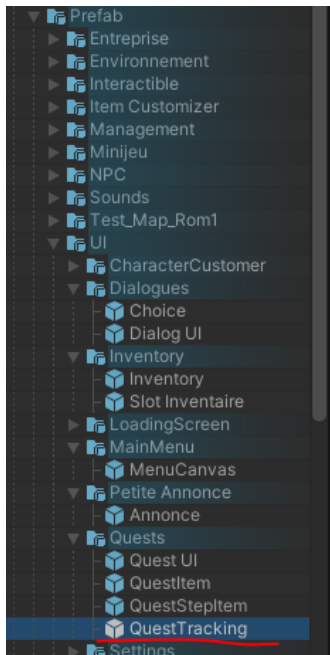 Prefab
Entreprise
Environnement
Interactible
Item Customizer
Management
Minijeu
NPC
Sounds
Test_Map_Rom1
UI
CharacterCustomer
Dialogues
Choice
Dialog UI
Inventory
Inventory
Slot Inventaire
LoadingScreen
MainMenu
MenuCanvas
Petite Annonce
Annonce
Quests
Quest UI
QuestItem
QuestStepItem
QuestTracking
Settings